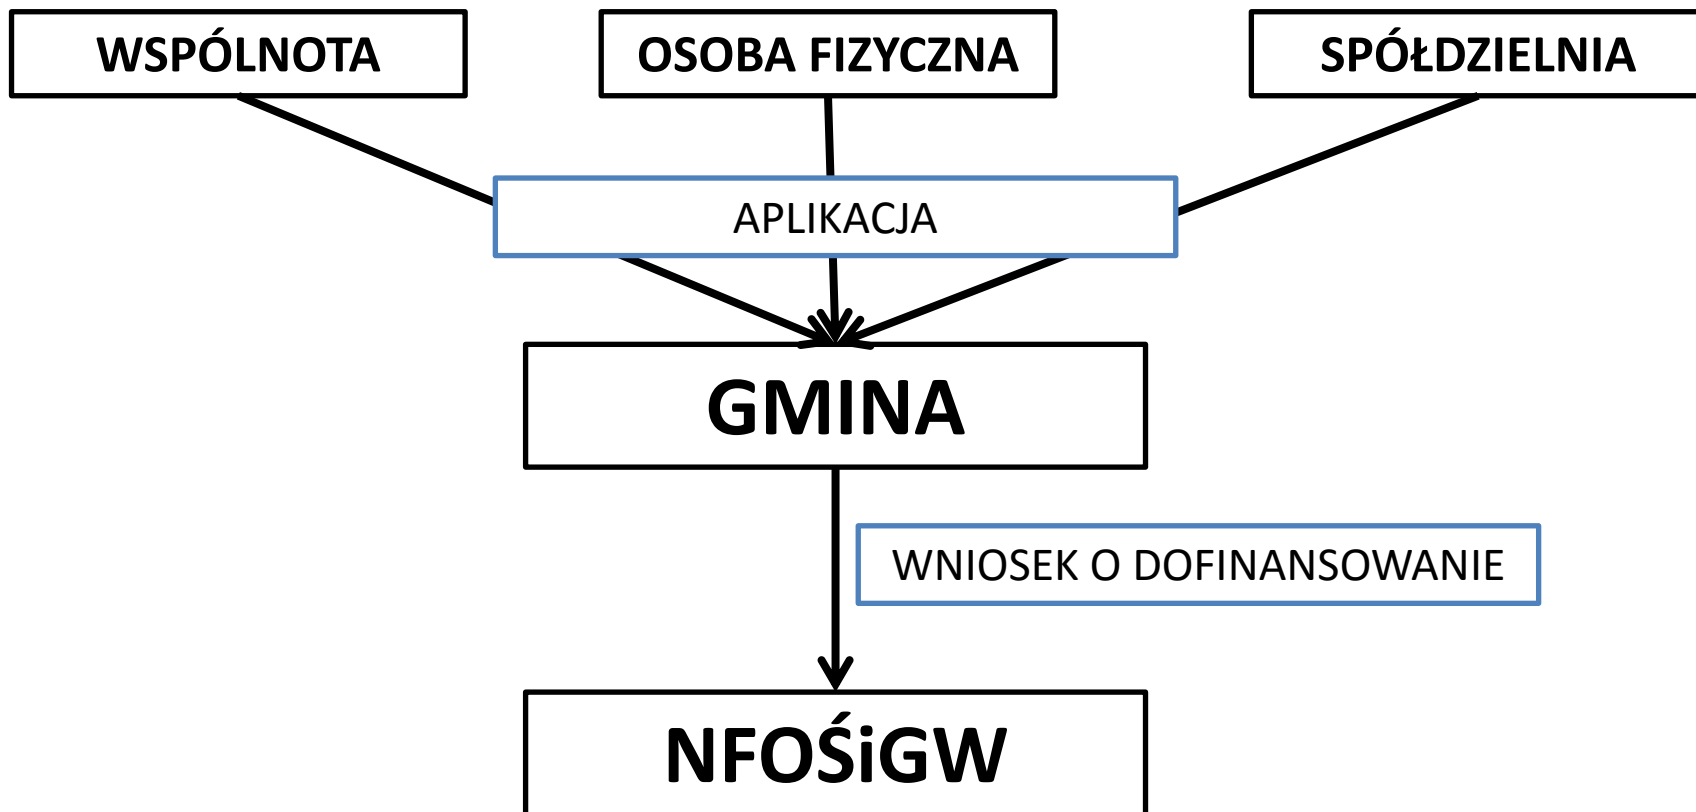 WSPÓLNOTA
OSOBA FIZYCZNA
SPÓŁDZIELNIA
APLIKACJA
GMINA
WNIOSEK O DOFINANSOWANIE
NFOŚiGW